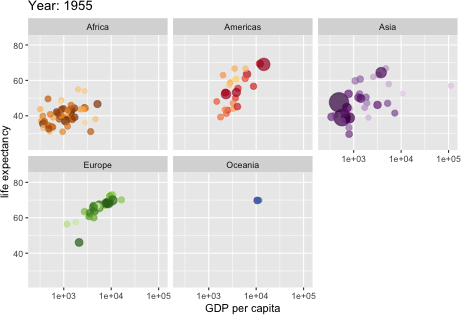 Year: 1955
Africa
Americas
Asia
80
60
40
1e+03
1e+04
1e+05
Europe
Oceania
80
60
40
1e+03
1e+04
1e+05
1e+03
1e+04
1e+05
GDP per capita
life expectancy